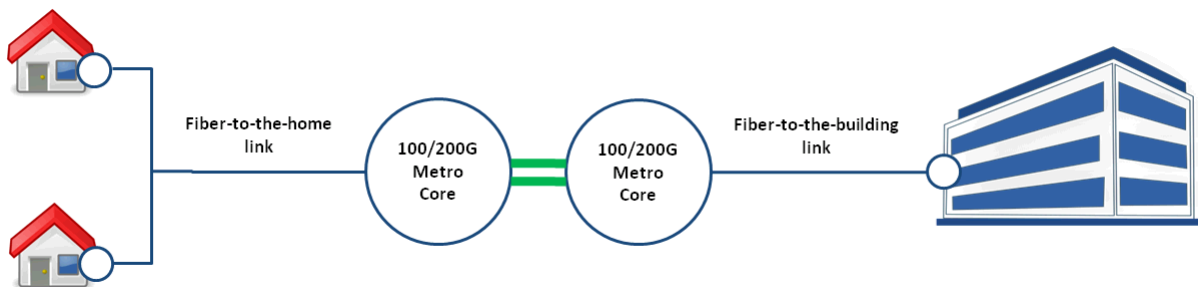 Fiber-to-the-home
link
100/200G
Metro
Core
100/200G
Metro
Core
Fiber-to-the-building
link